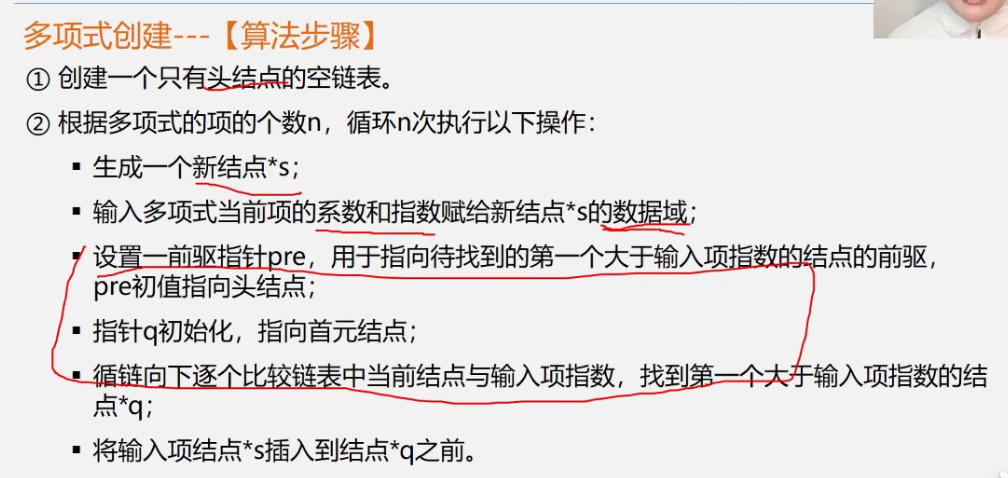 多项式创建---【算法步骤】
① 创建一个只有头结点的空链表。
② 根据多项式的项的个数n，循环n次执行以下操作：
▪ 生成一个新结点*s；
▪ 输入多项式当前项的系数和指数赋给新结点*s的数据域；
▪ 设置一前驱指针pre，用于指向待找到的第一个大于输入项指数的结点的前驱，
pre初值指向头结点；
▪ 指针q初始化，指向首元结点；
▪ 循链向下逐个比较链表中当前结点与输入项指数，找到第一个大于输入项指数的结
点*q；
▪ 将输入项结点*s插入到结点*q之前。